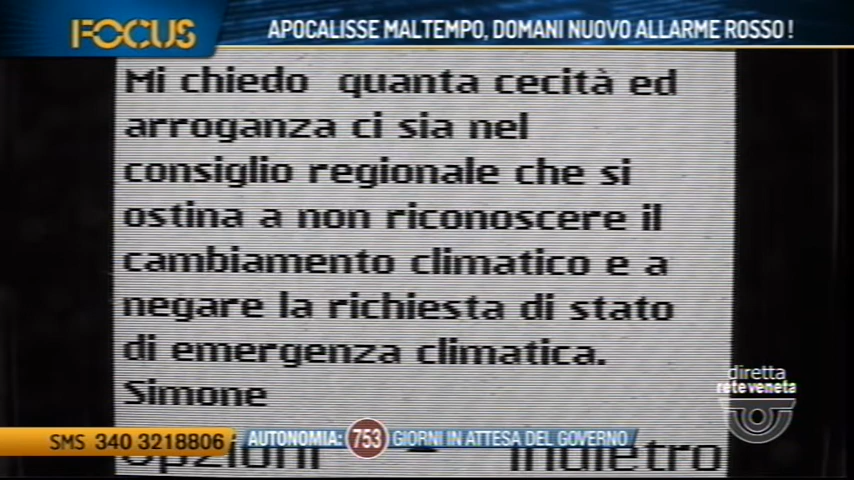 FOCUS
APOCALISSE MALTEMPO, DOMANI NUOVO ALLARME ROSSO !
Mi chiedo quanta cecità ed
arroganza ci sia nel
consiglio regionale che si
ostina a non riconoscere il
cambiamento climatico e a
negare la richiesta di stato
di emergenza climatica.
Simone
diretta
reteveneta
SMS 340 3218806
AUTONOMIA: 753 GIORNI IN ATTESA DEL GOVERNO
Opzioni Indietro